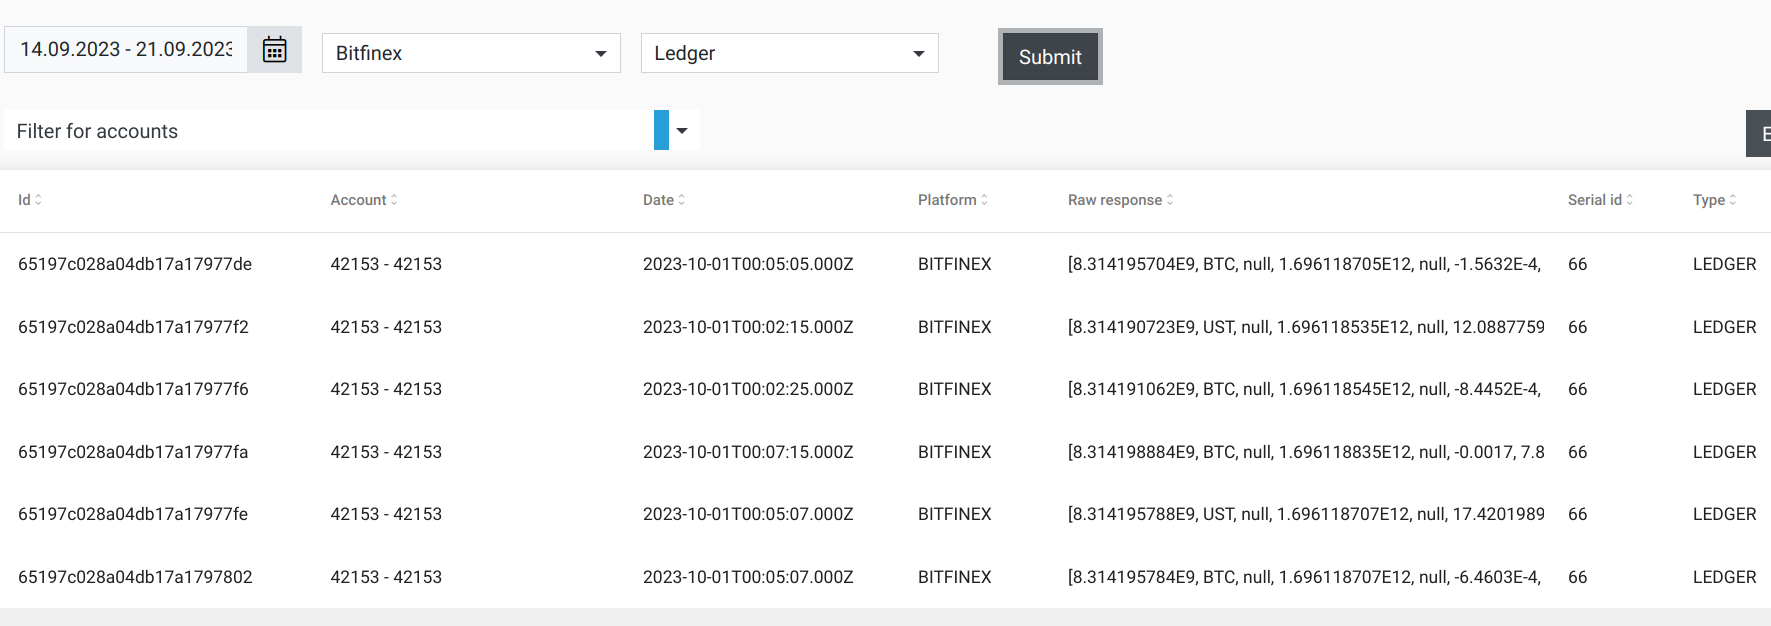 14.09.2023 - 21.09.2023 Bitfinex Ledger Submit
Filter for accounts
Id Account Date Platform Raw response Serial id Type
65197c028a04db17a17977de 42153 - 42153 2023-10-01T00:05:05.000Z BITFINEX [8.314195704E9, BTC, null, 1.696118705E12, null, -1.5632E-4, 66 LEDGER
65197c028a04db17a17977f2 42153 - 42153 2023-10-01T00:02:15.000Z BITFINEX [8.314190723E9, UST, null, 1.696118535E12, null, 12.0887759 66 LEDGER
65197c028a04db17a17977f6 42153 - 42153 2023-10-01T00:02:25.000Z BITFINEX [8.314191062E9, BTC, null, 1.696118545E12, null, -8.4452E-4, 66 LEDGER
65197c028a04db17a17977fa 42153 - 42153 2023-10-01T00:07:15.000Z BITFINEX [8.314198884E9, BTC, null, 1.696118835E12, null, -0.0017, 7.8 66 LEDGER
65197c028a04db17a17977fe 42153 - 42153 2023-10-01T00:05:07.000Z BITFINEX [8.314195788E9, UST, null, 1.696118707E12, null, 17.4201989 66 LEDGER
65197c028a04db17a1797802 42153 - 42153 2023-10-01T00:05:07.000Z BITFINEX [8.314195784E9, BTC, null, 1.696118707E12, null, -6.4603E-4, 66 LEDGER